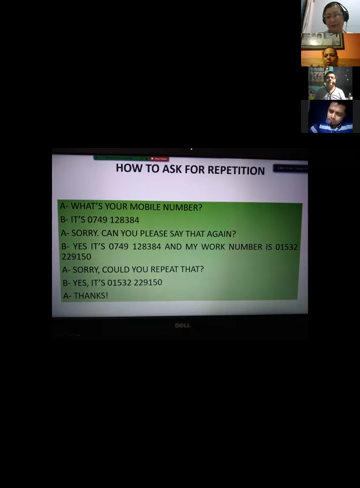 HOW TO ASK FOR REPETITION
A- WHAT'S YOUR MOBILE NUMBER?
B- IT'S 0749 128384
A- SORRY. CAN YOU PLEASE SAY THAT AGAIN?
B- YES IT'S 0749 128384 AND MY WORK NUMBER IS 01532
229150
A- SORRY, COULD YOU REPEAT THAT?
B- YES, IT'S 01532 229150
A- THANKS!
DELL